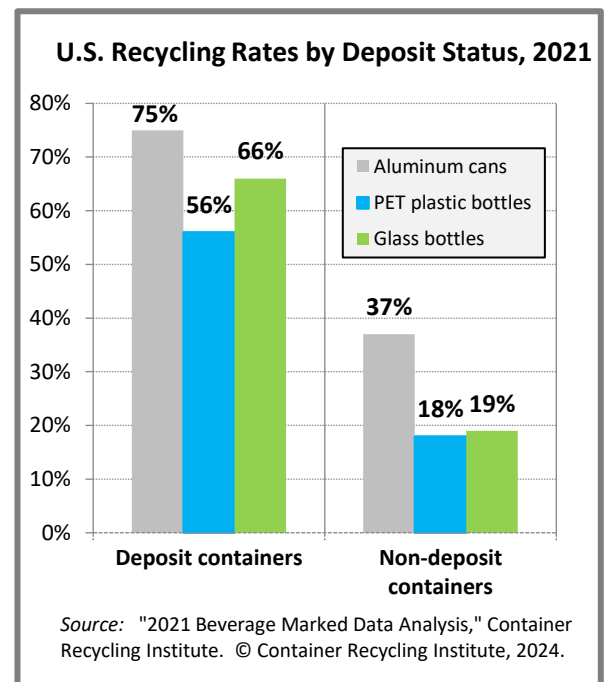 U.S. Recycling Rates by Deposit Status, 2021
80%
70%
60%
50%
40%
30%
20%
10%
0%
75%
56%
66%
37%
18%
19%
Aluminum cans
PET plastic bottles
Glass bottles
Deposit containers
Non-deposit
containers
Source: "2021 Beverage Marked Data Analysis," Container
Recycling Institute. © Container Recycling Institute, 2024.